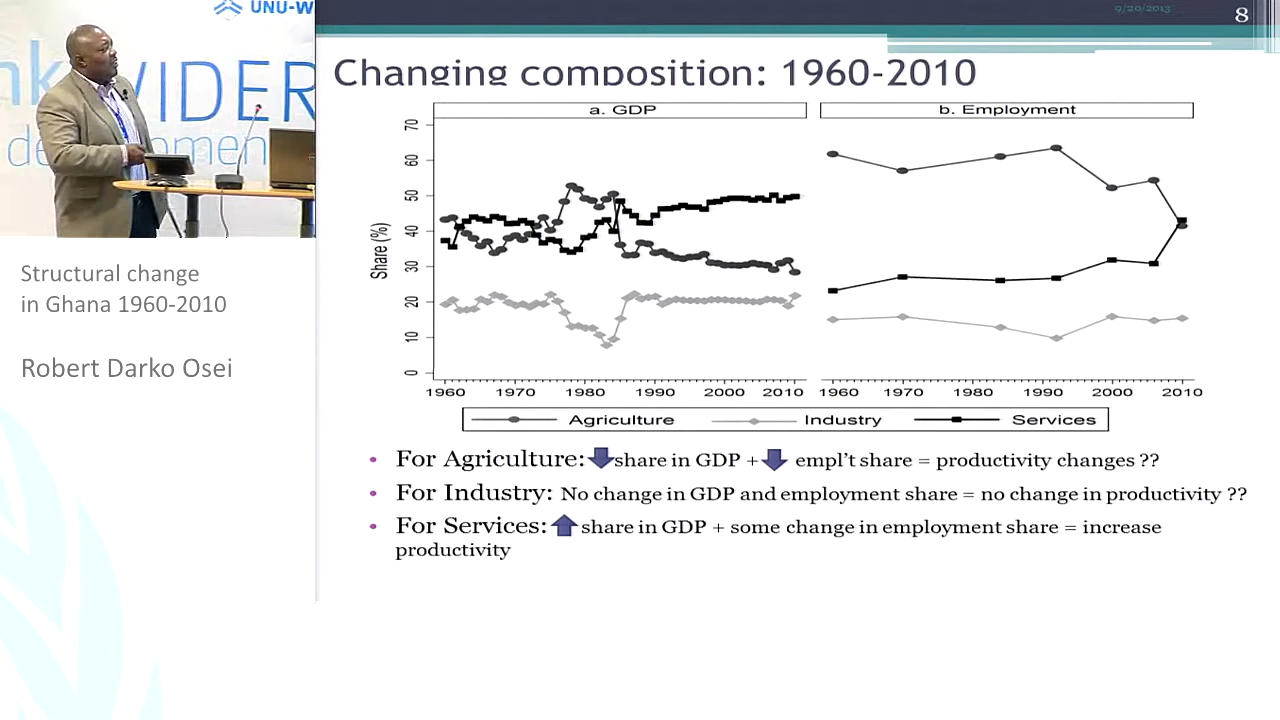 UNU-W
9/20/2013
8
nk WIDER
de
men
Changing composition: 1960-2010
a. GDP
b. Employment
Share (%)
70
60
50
40
30
20
10
0
1960 1970 1980 1990 2000 2010
1960 1970 1980 1990 2000 2010
Agriculture Industry Services
Structural change
in Ghana 1960-2010
Robert Darko Osei
• For Agriculture: share in GDP + empl't share = productivity changes ??
• For Industry: No change in GDP and employment share = no change in productivity ??
• For Services: share in GDP + some change in employment share = increase
productivity